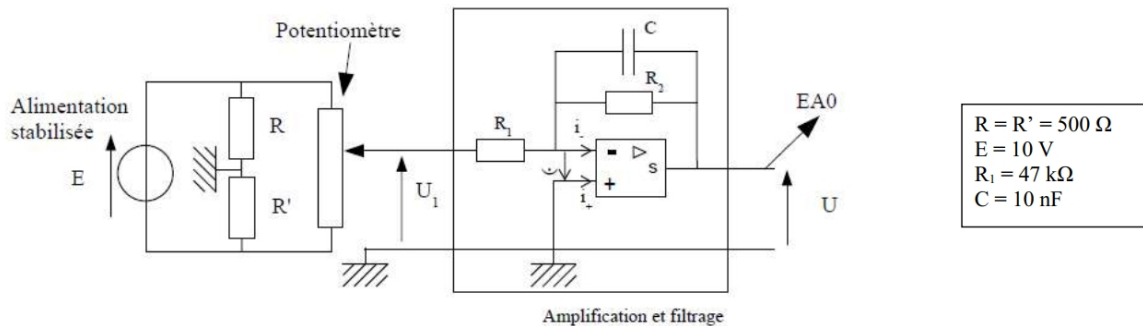 Potentiomètre
Alimentation
stabilisée
E
R
R'
U1
R1
C
R2
i-
ε
i+
-
+
S
EA0
U
Amplification et filtrage
R = R' = 500 Ω
E = 10 V
R1 = 47 kΩ
C = 10 nF